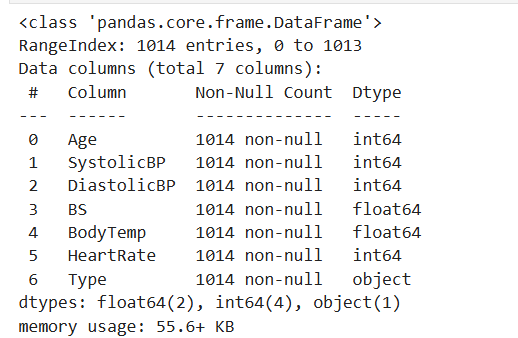 <class 'pandas.core.frame.DataFrame'>
RangeIndex: 1014 entries, 0 to 1013
Data columns (total 7 columns):
 #   Column       Non-Null Count  Dtype
---  ------       --------------  -----
 0   Age          1014 non-null   int64
 1   SystolicBP   1014 non-null   int64
 2   DiastolicBP  1014 non-null   int64
 3   BS           1014 non-null   float64
 4   BodyTemp     1014 non-null   float64
 5   HeartRate    1014 non-null   int64
 6   Type         1014 non-null   object
dtypes: float64(2), int64(4), object(1)
memory usage: 55.6+ KB